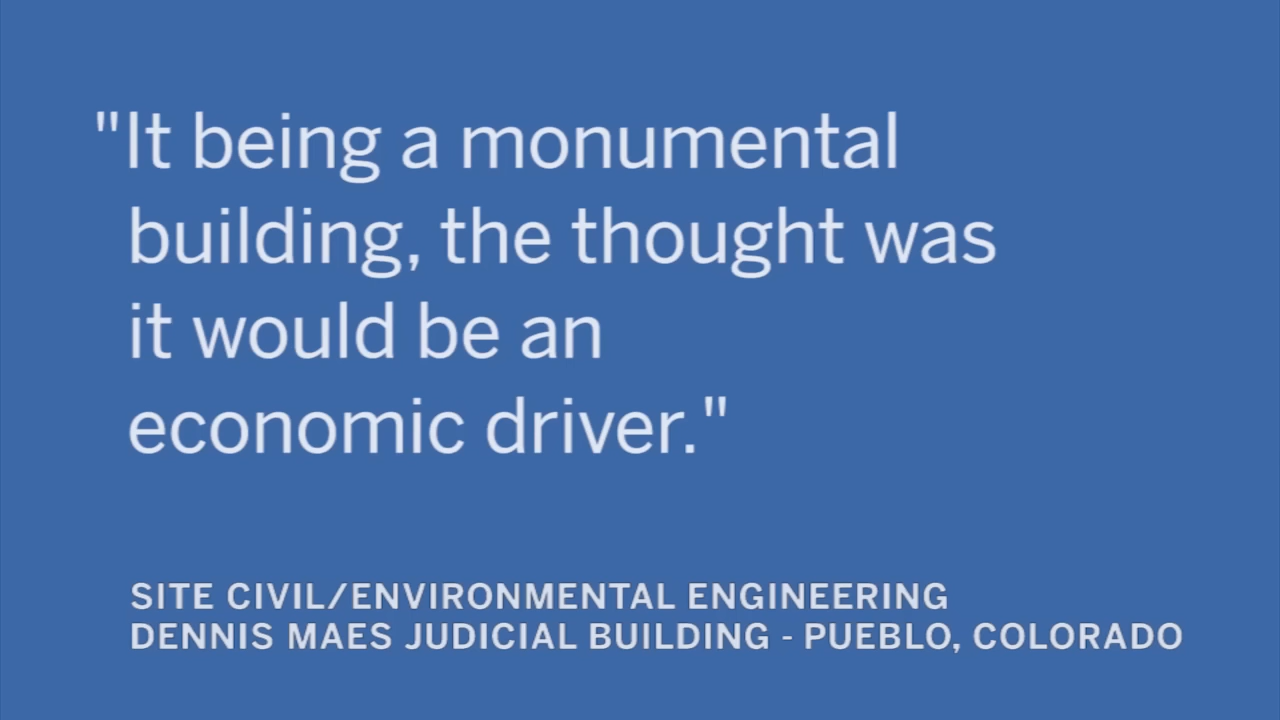 "It being a monumental
building, the thought was
it would be an
economic driver."
SITE CIVIL/ENVIRONMENTAL ENGINEERING
DENNIS MAES JUDICIAL BUILDING - PUEBLO, COLORADO